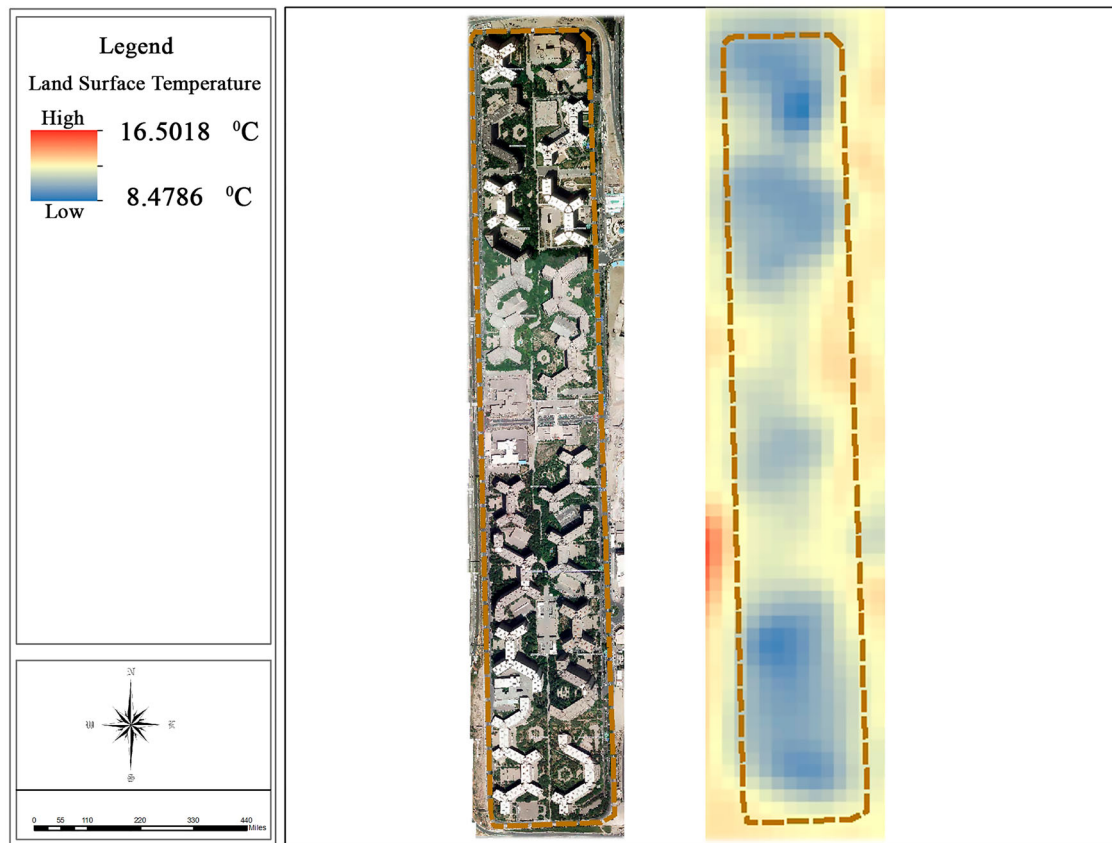 Legend
Land Surface Temperature
High
16.5018 ⁰C
8.4786 ⁰C
Low
0 55 110 220 330 440
Miles